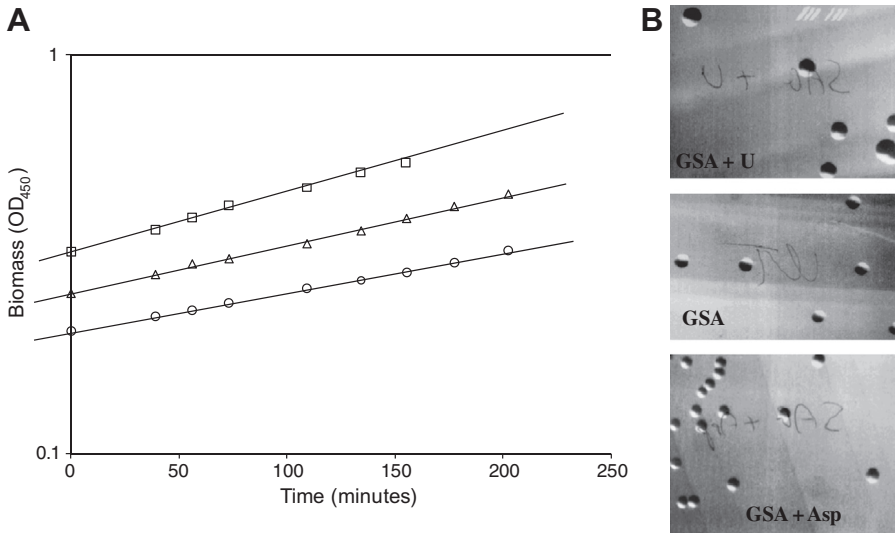 A
B
1
0.1
0
50
100
150
200
250
Biomass (OD450)
Time (minutes)
GSA + U
GSA
GSA + Asp